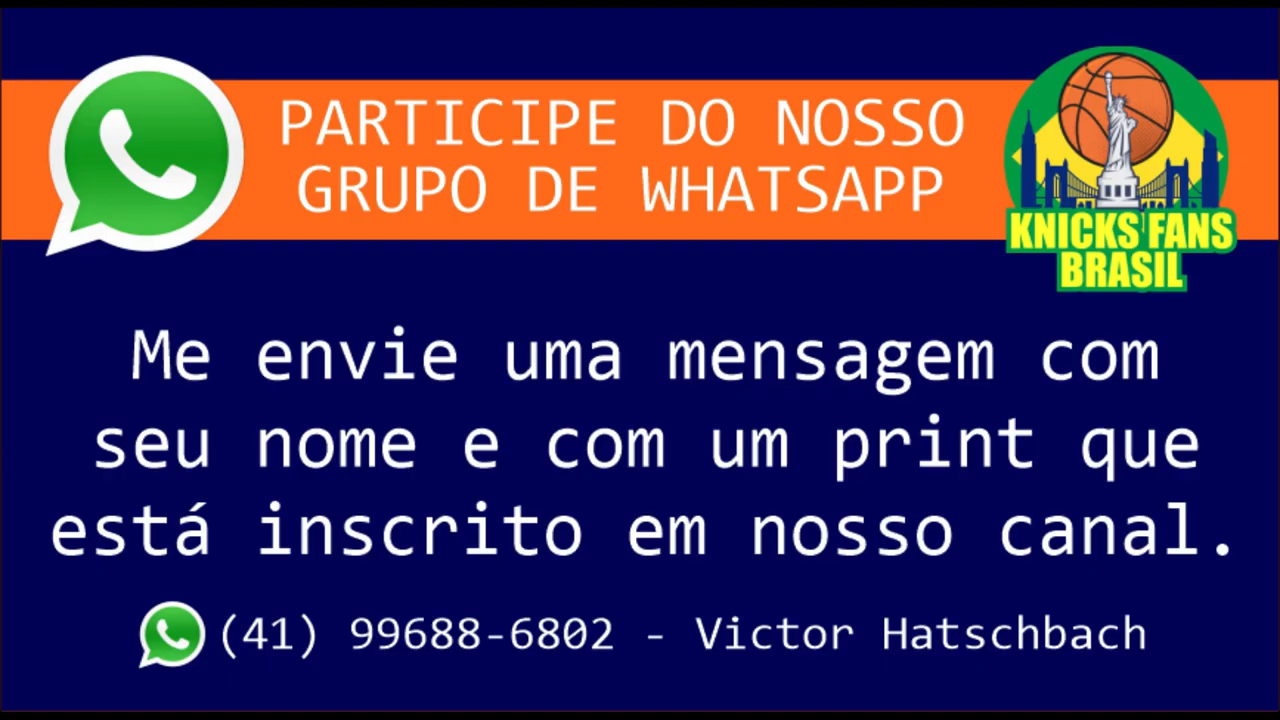 PARTICIPE DO NOSSO
GRUPO DE WHATSAPP
KNICKS FANS
BRASIL
Me envie uma mensagem com
seu nome e com um print que
está inscrito em nosso canal.
(41) 99688-6802 - Victor Hatschbach